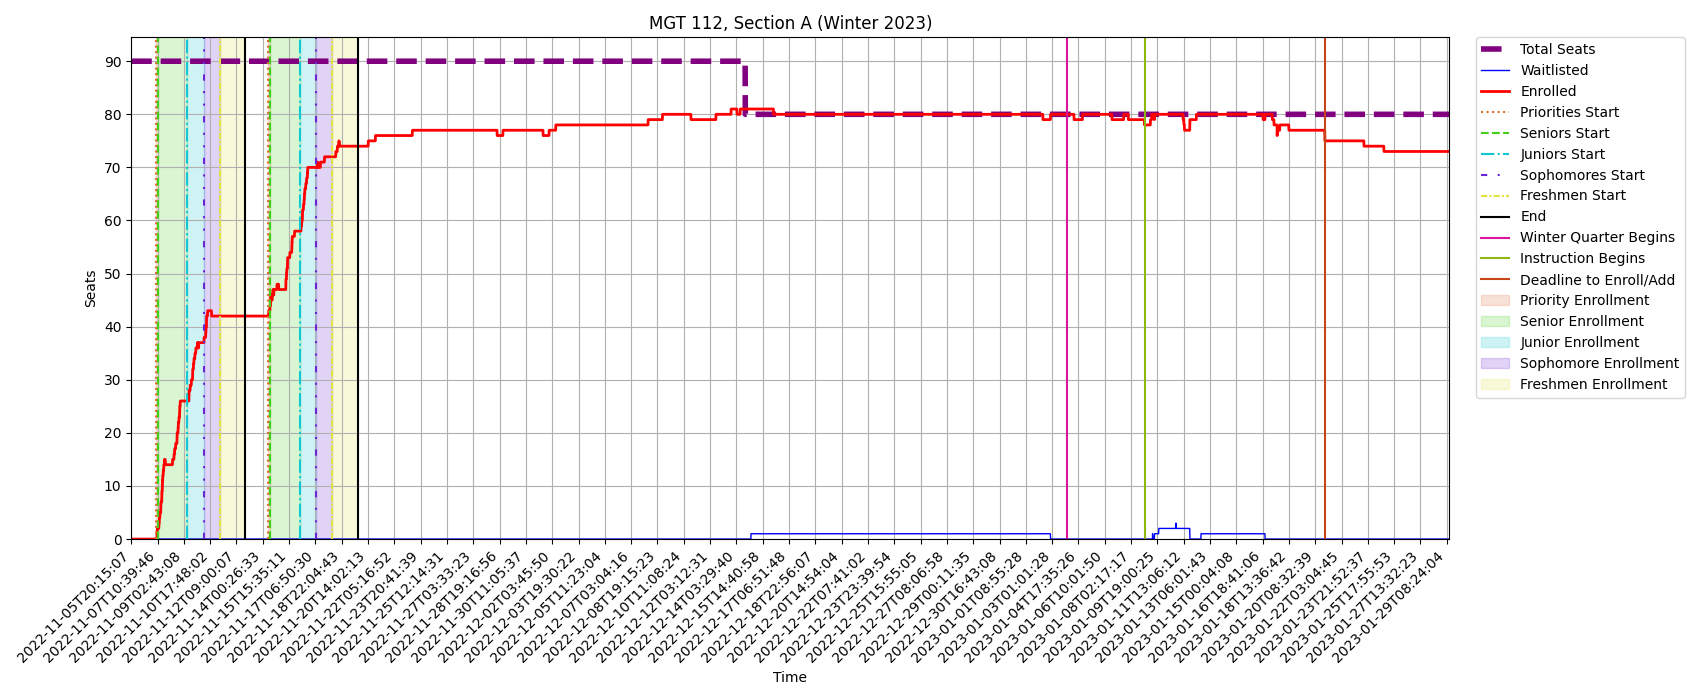 MGT 112, Section A (Winter 2023)
Seats
90
80
70
60
50
40
30
20
10
0
2022-11-05T20:15:07
2022-11-07T10:39:46
2022-11-09T02:43:08
2022-11-10T17:48:02
2022-11-12T09:00:07
2022-11-14T00:26:33
2022-11-15T15:35:11
2022-11-17T06:50:30
2022-11-18T22:04:43
2022-11-20T14:02:13
2022-11-22T05:16:52
2022-11-23T20:41:39
2022-11-25T12:14:31
2022-11-27T03:33:23
2022-11-28T19:16:56
2022-11-30T11:05:37
2022-12-02T03:45:50
2022-12-03T19:30:22
2022-12-05T11:23:04
2022-12-07T03:04:16
2022-12-08T19:15:23
2022-12-10T11:08:24
2022-12-12T03:12:31
2022-12-14T03:29:40
2022-12-15T14:40:58
2022-12-17T06:51:48
2022-12-18T22:56:07
2022-12-20T14:54:04
2022-12-22T07:41:02
2022-12-23T23:39:54
2022-12-25T15:55:05
2022-12-27T08:06:58
2022-12-29T00:11:35
2022-12-30T16:43:08
2023-01-01T08:55:28
2023-01-03T01:01:28
2023-01-04T17:35:26
2023-01-06T10:01:50
2023-01-08T02:17:17
2023-01-09T19:00:25
2023-01-11T13:06:12
2023-01-13T06:01:43
2023-01-15T00:04:08
2023-01-16T18:41:06
2023-01-18T13:36:42
2023-01-20T08:32:39
2023-01-22T03:04:45
2023-01-23T21:52:37
2023-01-25T17:55:53
2023-01-27T13:32:23
2023-01-29T08:24:04
Time
Total Seats
Waitlisted
Enrolled
Priorities Start
Seniors Start
Juniors Start
Sophomores Start
Freshmen Start
End
Winter Quarter Begins
Instruction Begins
Deadline to Enroll/Add
Priority Enrollment
Senior Enrollment
Junior Enrollment
Sophomore Enrollment
Freshmen Enrollment